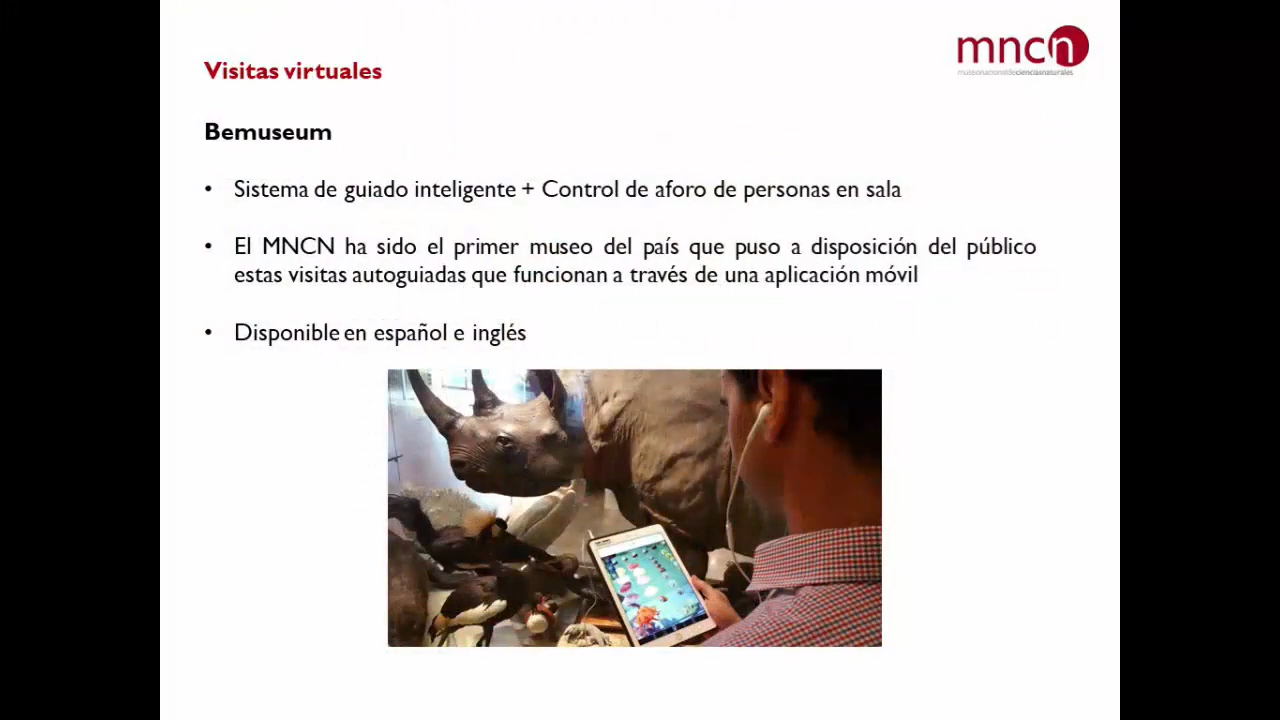 mncn
museonacionaldecienciasnaturales
Visitas virtuales
Bemuseum
• Sistema de guiado inteligente + Control de aforo de personas en sala
• El MNCN ha sido el primer museo del país que puso a disposición del público
estas visitas autoguiadas que funcionan a través de una aplicación móvil
• Disponible en español e inglés